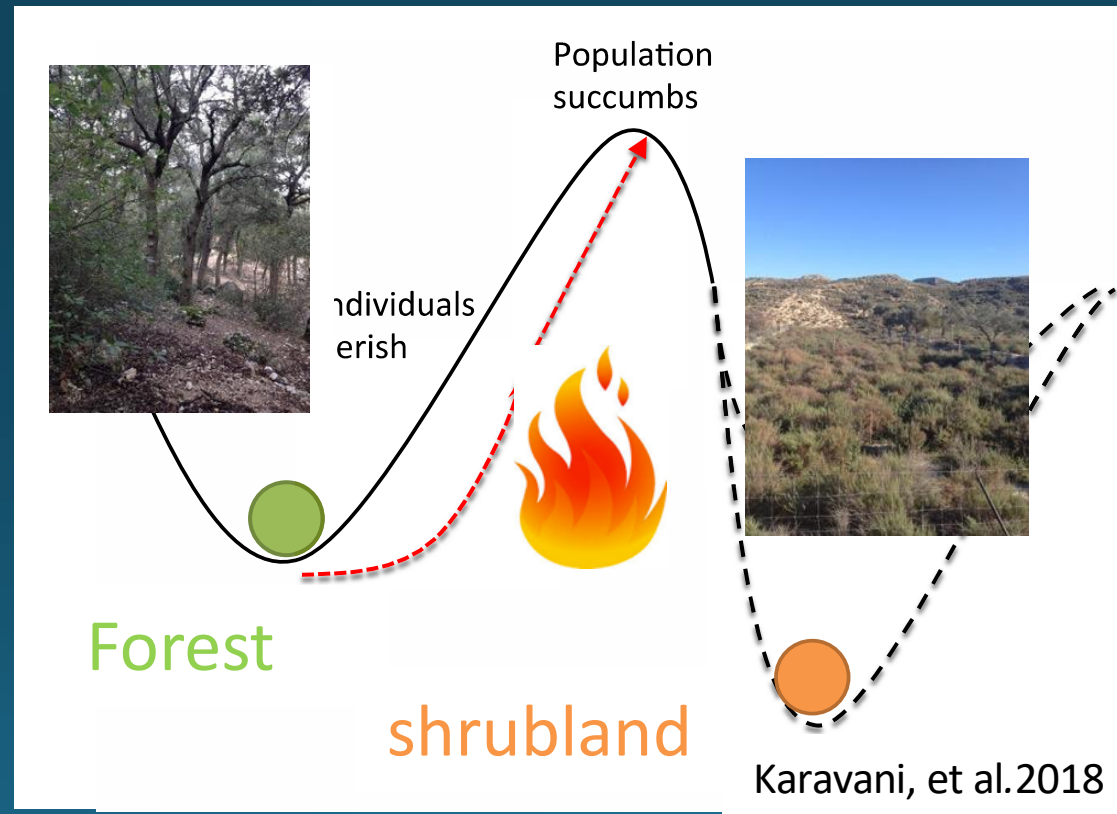 Population
succumbs
ndividuals
erish
Forest
shrubland
Karavani, et al.2018